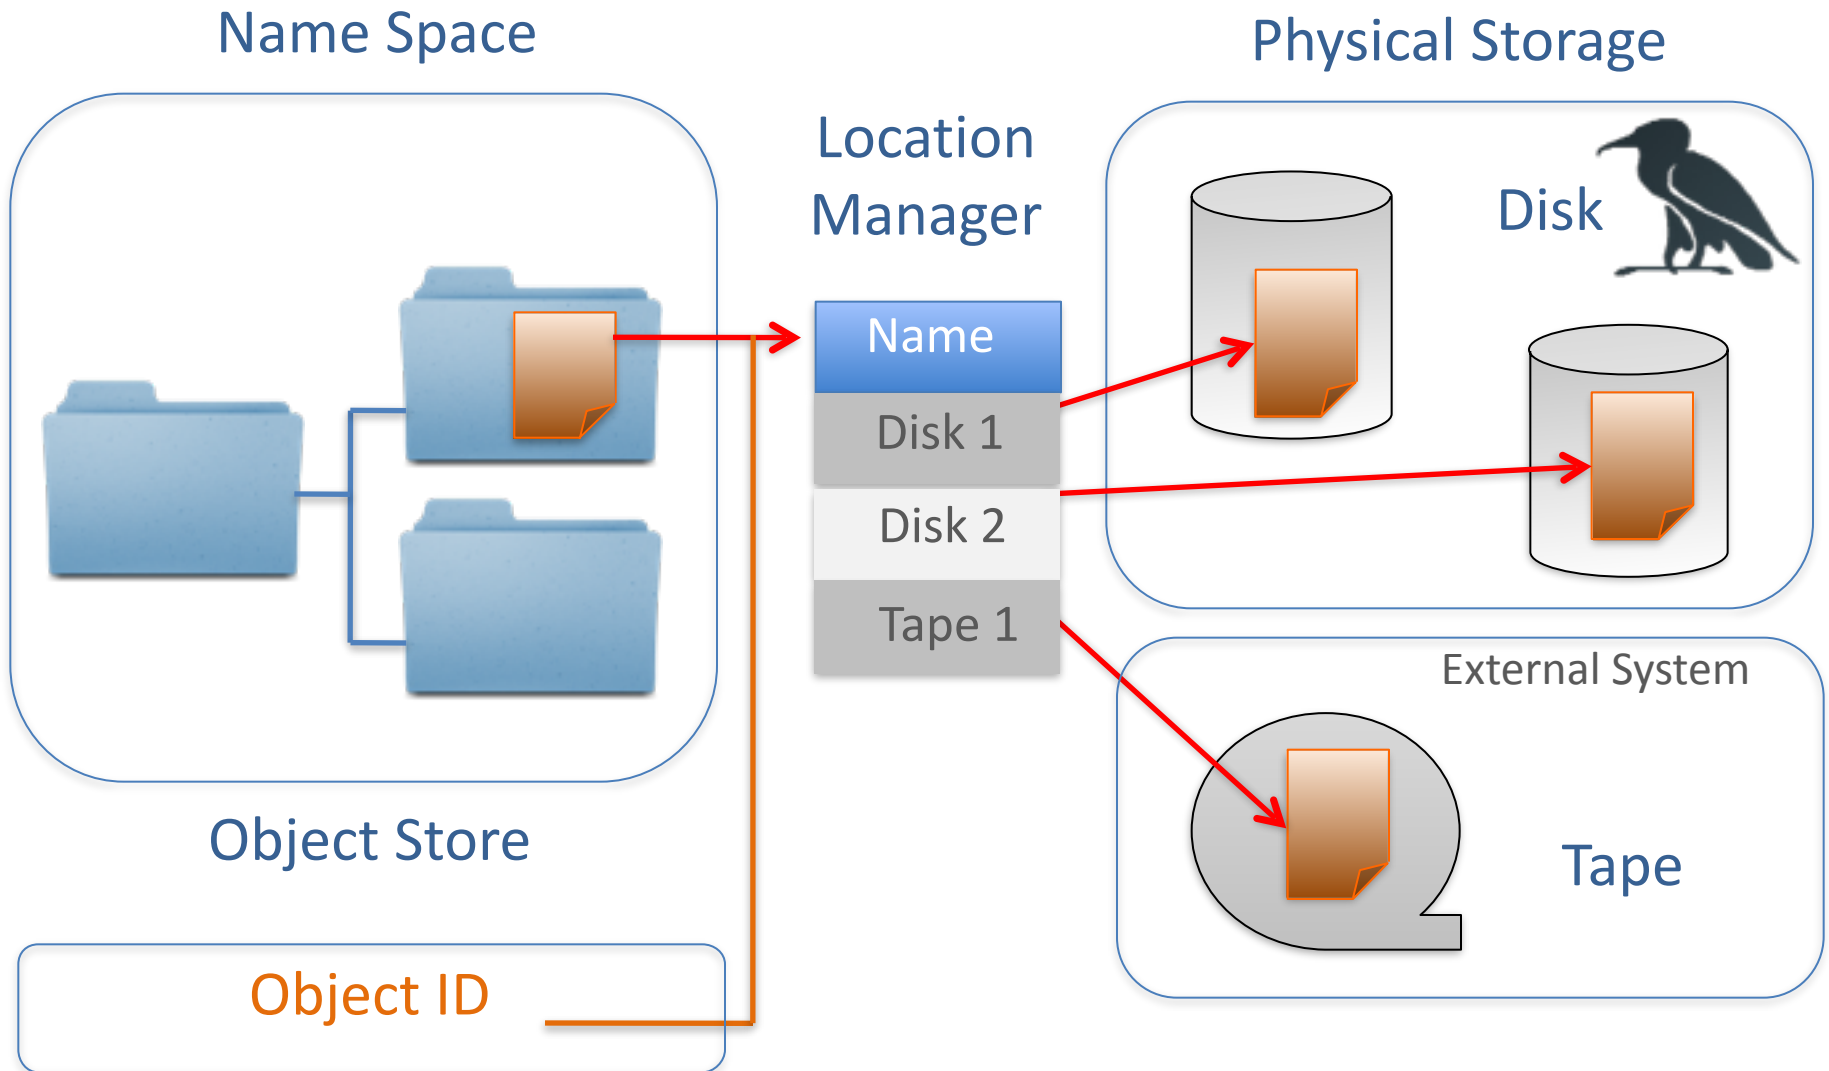 Name Space
Physical Storage
Location
Manager
Disk
Name
Disk 1
Disk 2
Tape 1
External System
Tape
Object Store
Object ID